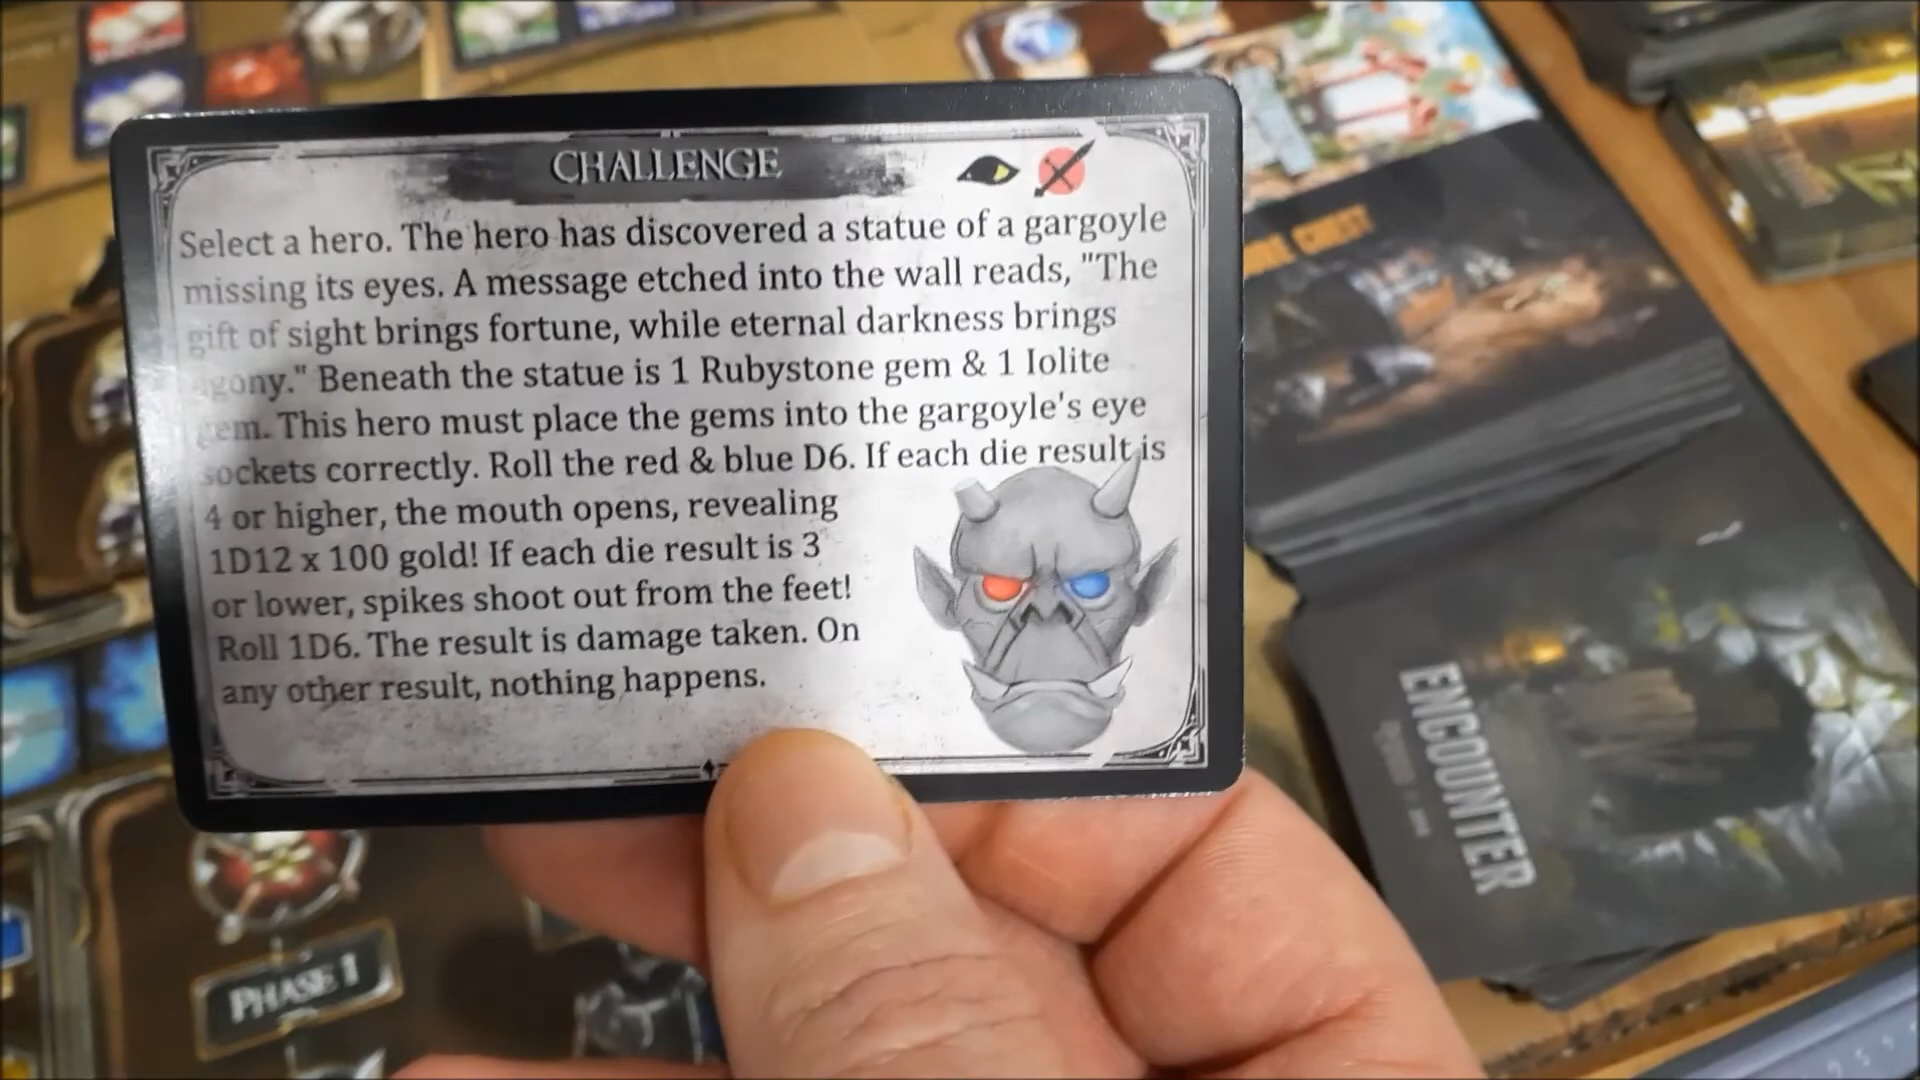 CHALLENGE
Select a hero. The hero has discovered a statue of a gargoyle
missing its eyes. A message etched into the wall reads, "The
gift of sight brings fortune, while eternal darkness brings
agony." Beneath the statue is 1 Rubystone gem & 1 Iolite
gem. This hero must place the gems into the gargoyle's eye
sockets correctly. Roll the red & blue D6. If each die result is
4 or higher, the mouth opens, revealing
1D12 x 100 gold! If each die result is 3
or lower, spikes shoot out from the feet!
Roll 1D6. The result is damage taken. On
any other result, nothing happens.
CHEST
ENCOUNTER
PHASE 1